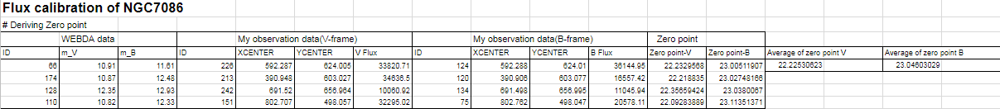 Flux calibration of NGC7086
# Deriving Zero point
WEBDA data My observation data(V-frame) My observation data(B-frame) Zero point
ID m_V m_B ID XCENTER YCENTER V Flux ID XCENTER YCENTER B Flux Zero point-V Zero point-B Average of zero point V Average of zero point B
66 10.91 11.61 226 592.287 624.005 33820.71 124 592.288 624.01 36144.95 22.2329568 23.00511907 22.22530623 23.04603029
174 10.87 12.48 213 390.948 603.027 34636.5 120 390.906 603.077 16557.42 22.218835 23.02748166
128 12.35 12.93 242 691.52 656.964 10060.92 134 691.498 656.995 11045.94 22.35659424 23.0380067
110 10.82 12.33 151 802.707 498.057 32295.02 75 802.762 498.047 20578.11 22.09283889 23.11351371